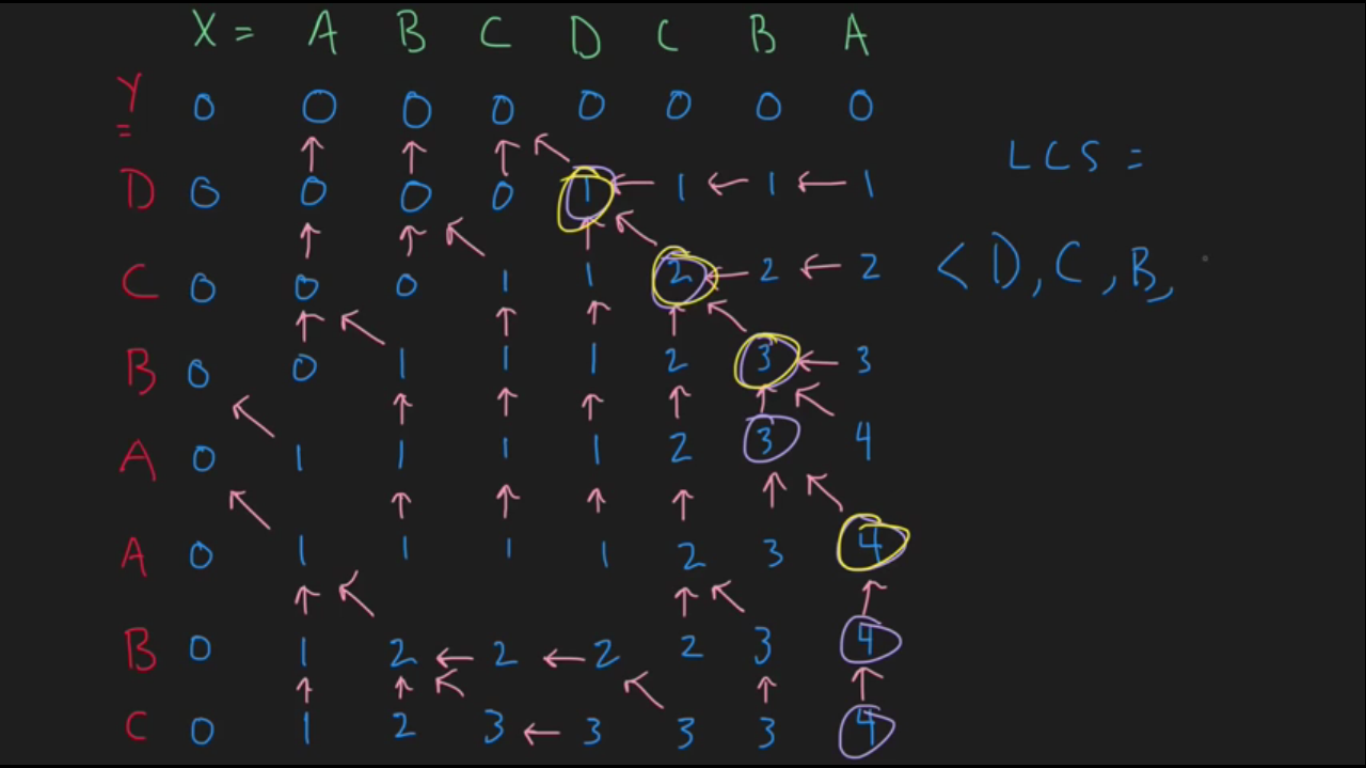 X = A B C D C B A
Y = 0 0 0 0 0 0 0 0
D 0 0 0 0 1 1 1 1
C 0 0 0 1 1 2 2 2
B 0 0 1 1 1 2 3 3
A 0 1 1 1 1 2 3 4
A 0 1 1 1 1 2 3 4
B 0 1 2 2 2 2 3 4
C 0 1 2 3 3 3 3 4
LCS =
< D, C, B,